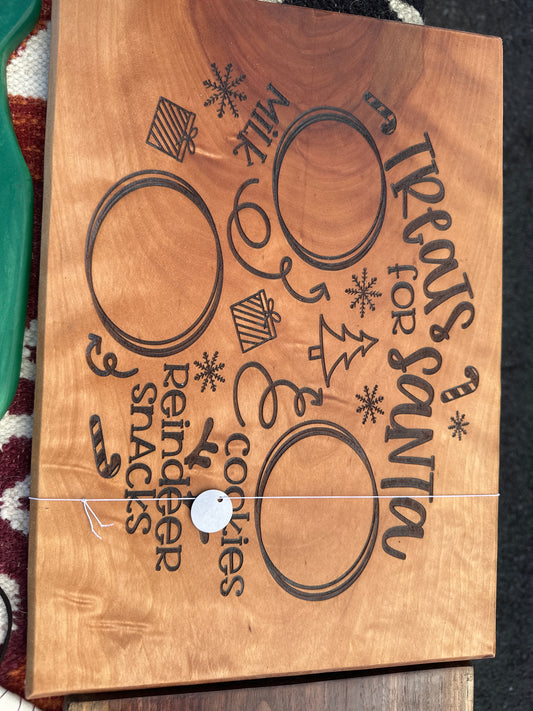 Treats
for Santa
Milk
cookies
Reindeer
snacks